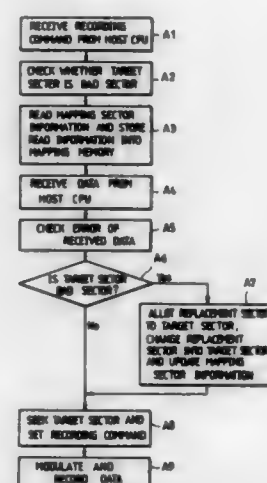 RECEIVE RECORDING
COMMAND FROM HOST CPU
A1
CHECK WHETHER TARGET
SECTER IS BAD SECTOR
A2
READ MAPPING SECTOR
INFORMATION AND STORE
READ INFORMATION INTO
MAPPING MEMORY
A3
RECEIVE DATA FROM
HOST CPU
A4
CHECK ERROR OF
RECEIVED DATA
A5
IS TARGET SECTOR
BAD SECTOR?
A6
Yes
No
ALLOT REPLACEMENT SECTOR
TO TARGET SECTOR,
CHANGE REPLACEMENT
SECTOR INTO TARGET SECTOR
AND UPDATE MAPPING
SECTOR INFORMATION
A7
SEEK TARGET SECTOR AND
SET RECORDING COMMAND
A8
MODULATE AND
RECORD DATA
A9